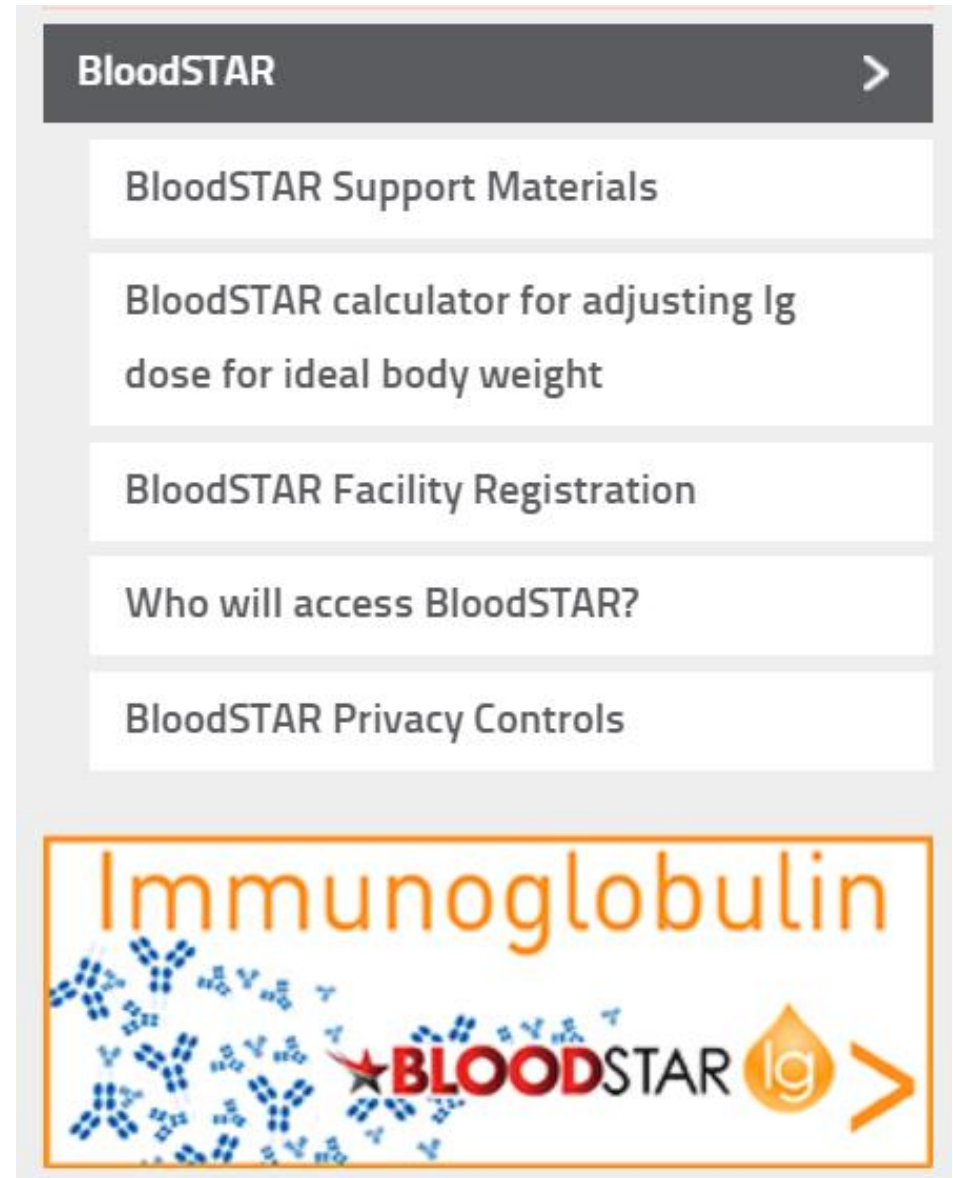 BloodSTAR
BloodSTAR Support Materials
BloodSTAR calculator for adjusting Ig
dose for ideal body weight
BloodSTAR Facility Registration
Who will access BloodSTAR?
BloodSTAR Privacy Controls
Immunoglobulin
BLOODSTAR Ig